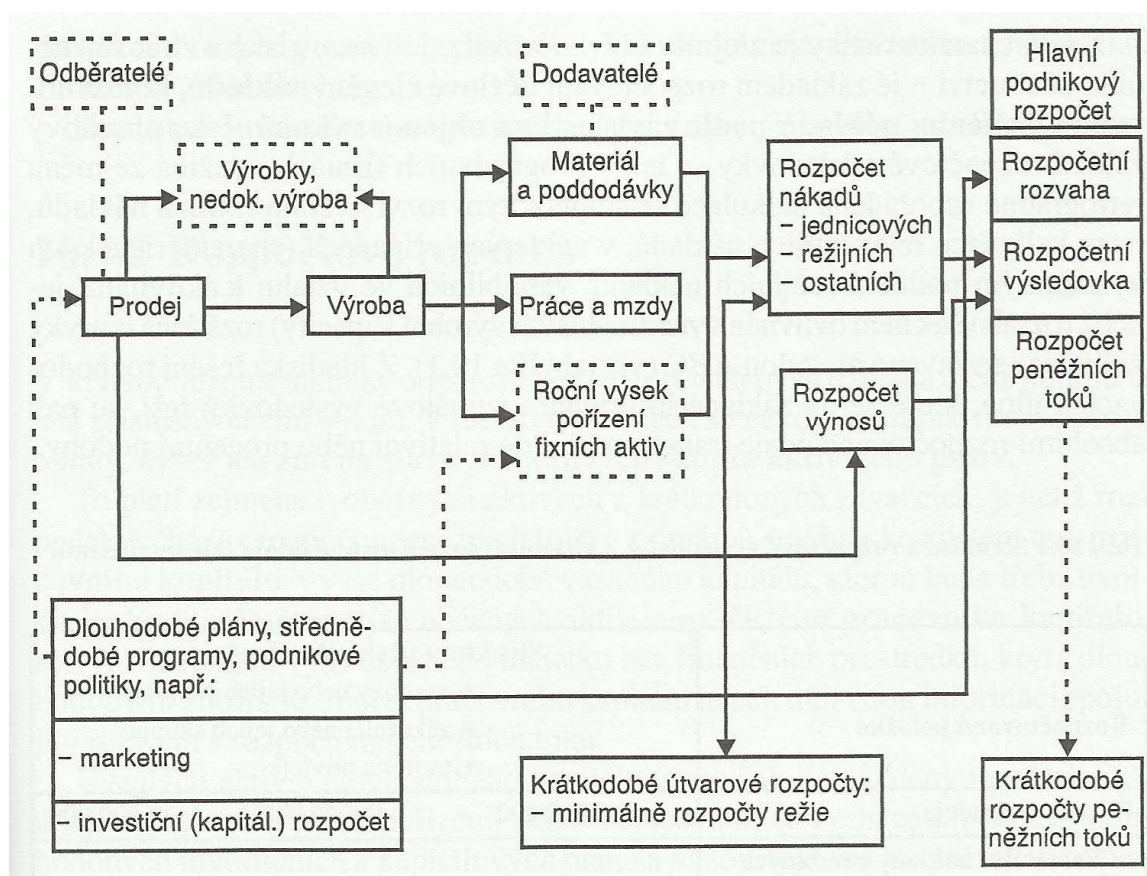 Odběratelé
Dodavatelé
Hlavní
podnikový
rozpočet
Výrobky,
nedok. výroba
Materiál
a poddodávky
Rozpočet
nákadů
– jednicových
– režijních
ostatních
Rozpočetní
rozvaha
Rozpočetní
výsledovka
Prodej
Výroba
Práce a mzdy
Rozpočet
peněžních
toků
Roční výsek
pořízení
fixních aktiv
Rozpočet
výnosů
Dlouhodobé plány, středně-
dobé programy, podnikové
politiky, např.:
– marketing
– investiční (kapitál.) rozpočet
Krátkodobé útvarové rozpočty:
– minimálně rozpočty režie
Krátkodobé
rozpočty pe-
něžních toků